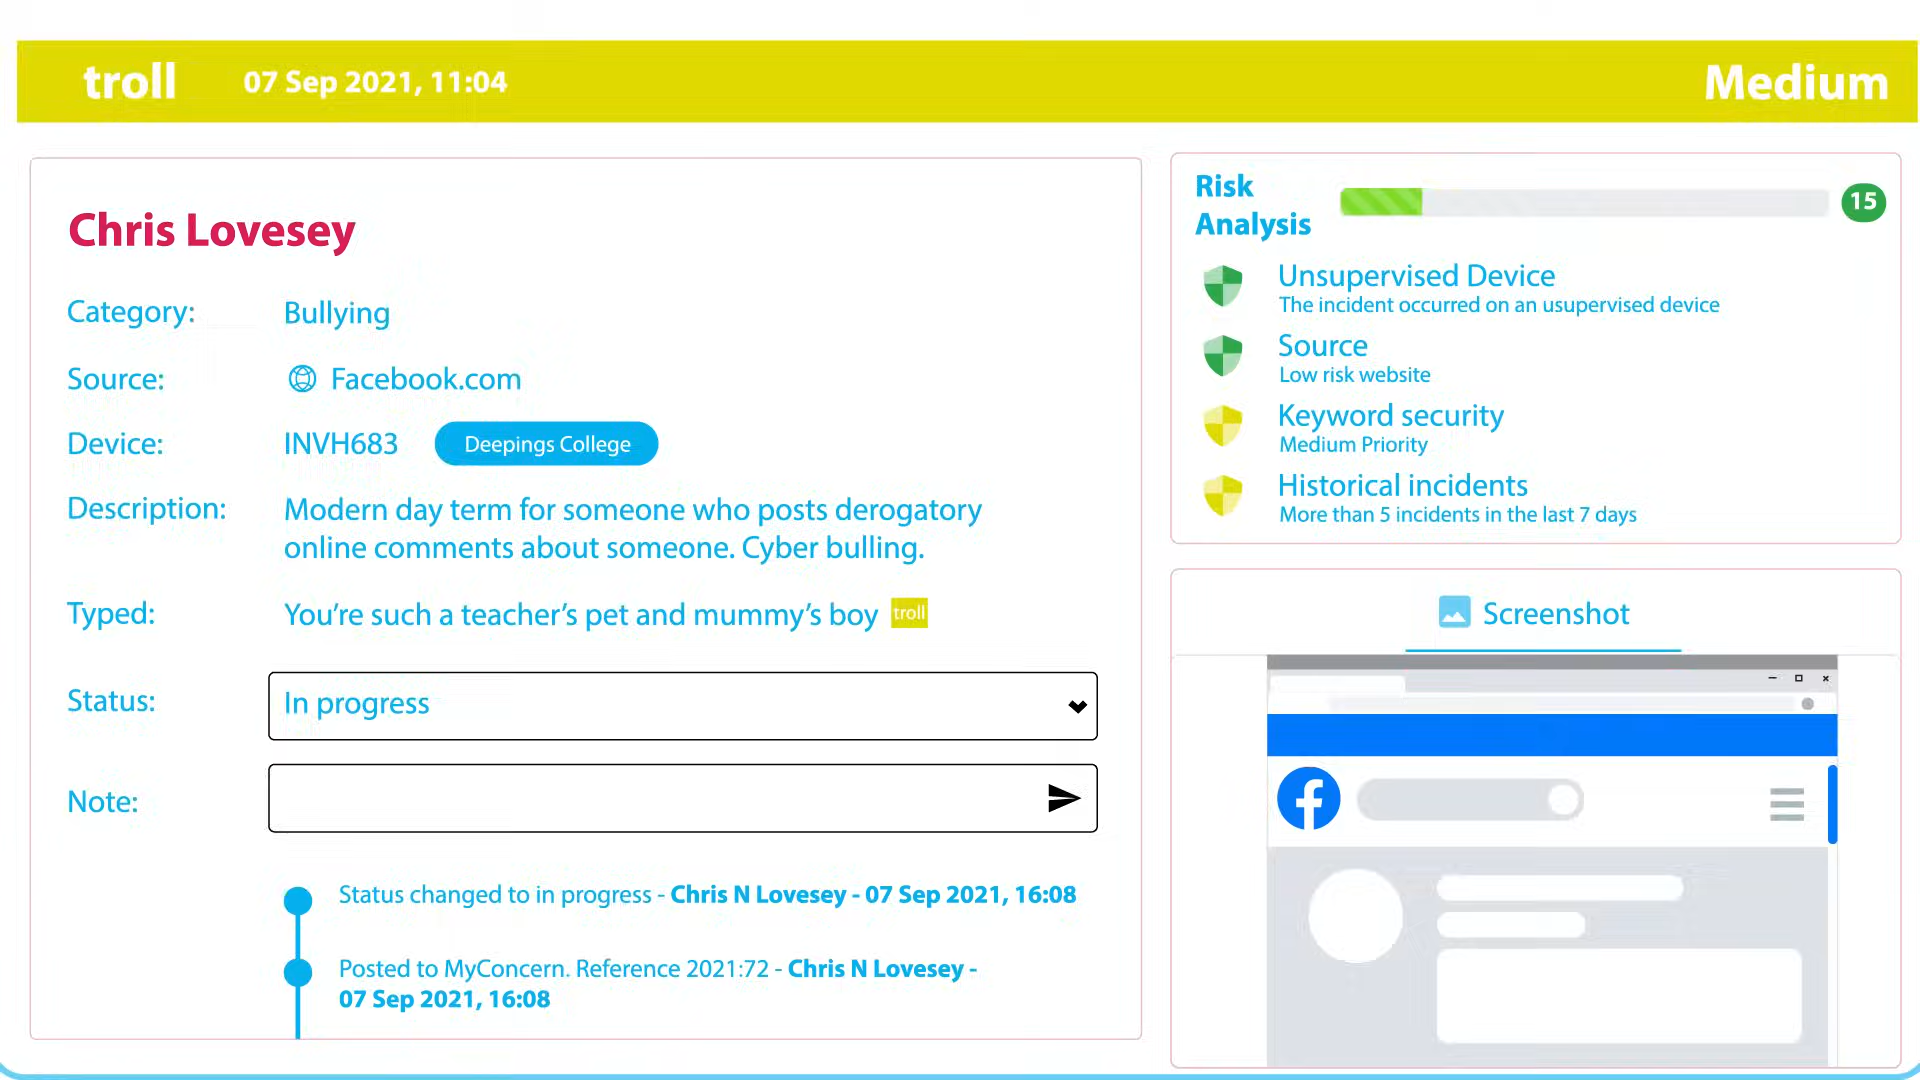 troll 07 Sep 2021, 11:04 Medium
Chris Lovesey
Category: Bullying
Source: Facebook.com
Device: INVH683 Deepings College
Description: Modern day term for someone who posts derogatory
online comments about someone. Cyber bulling.
Typed: You’re such a teacher’s pet and mummy’s boy troll
Status: In progress
Note:
Status changed to in progress - Chris N Lovesey - 07 Sep 2021, 16:08
Posted to MyConcern. Reference 2021:72 - Chris N Lovesey -
07 Sep 2021, 16:08
Risk
Analysis
15
Unsupervised Device
The incident occurred on an usupervised device
Source
Low risk website
Keyword security
Medium Priority
Historical incidents
More than 5 incidents in the last 7 days
Screenshot